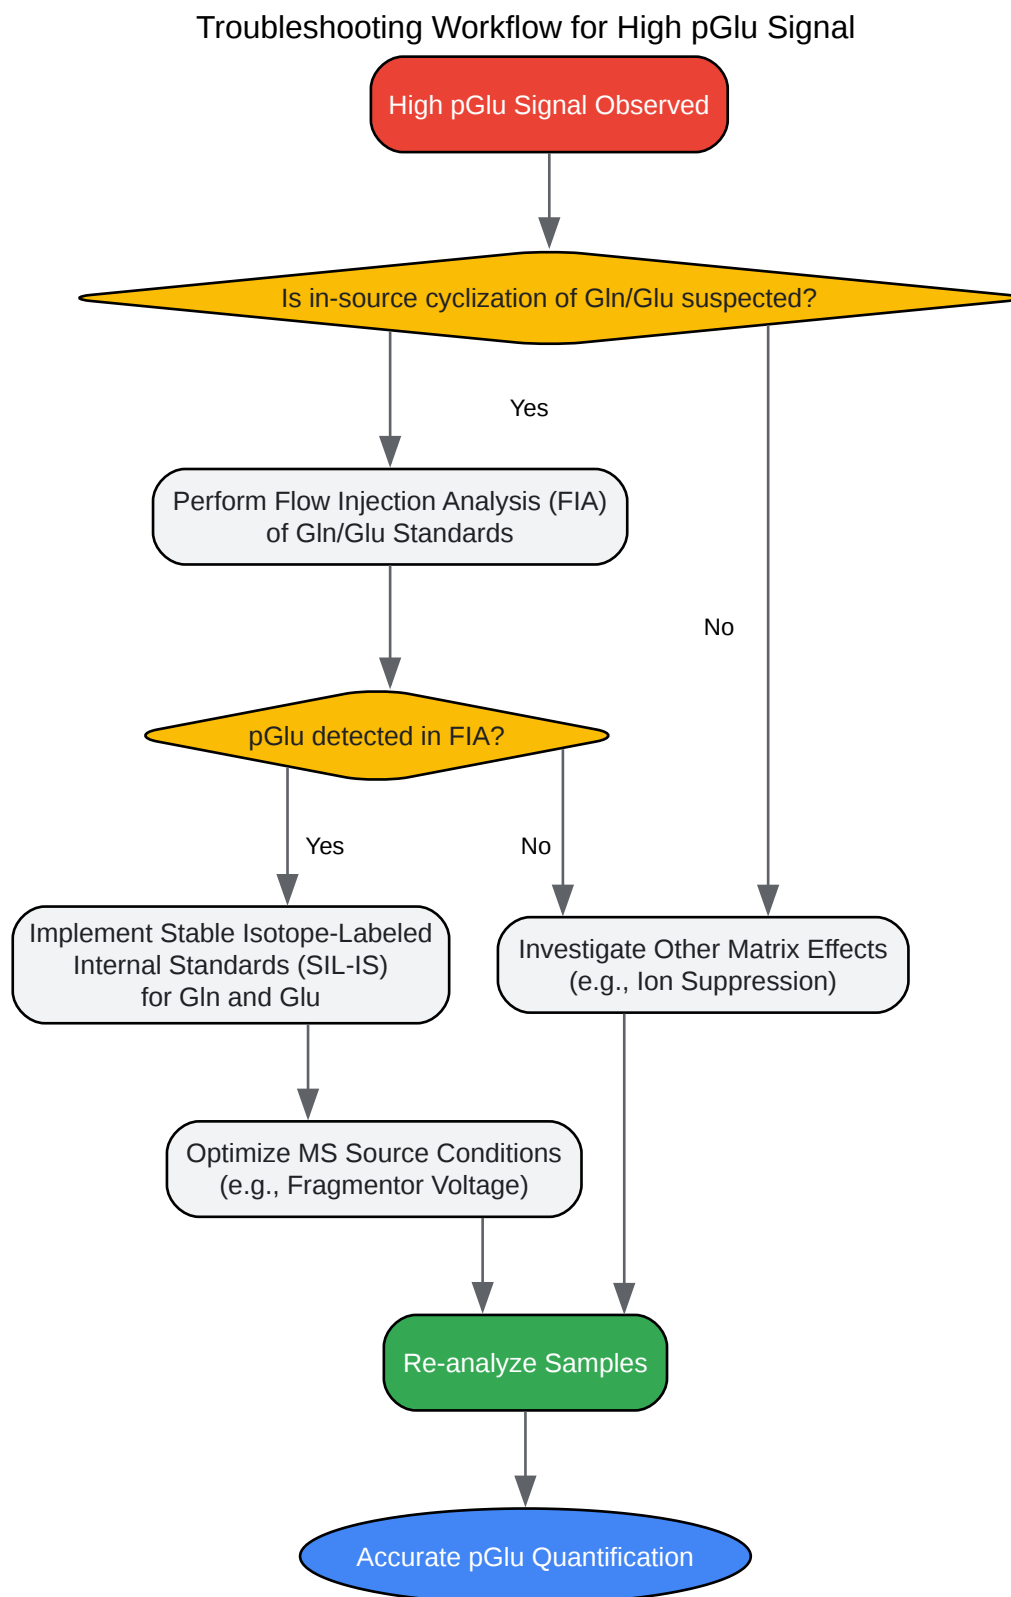 Troubleshooting Workflow for High pGlu Signal
High pGlu Signal Observed
Is in-source cyclization of Gln/Glu suspected?
Yes
Perform Flow Injection Analysis (FIA)
of Gln/Glu Standards
No
pGlu detected in FIA?
Yes
No
Implement Stable Isotope-Labeled
Internal Standards (SIL-IS)
for Gln and Glu
Investigate Other Matrix Effects
(e.g., Ion Suppression)
Optimize MS Source Conditions
(e.g., Fragmentor Voltage)
Re-analyze Samples
Accurate pGlu Quantification